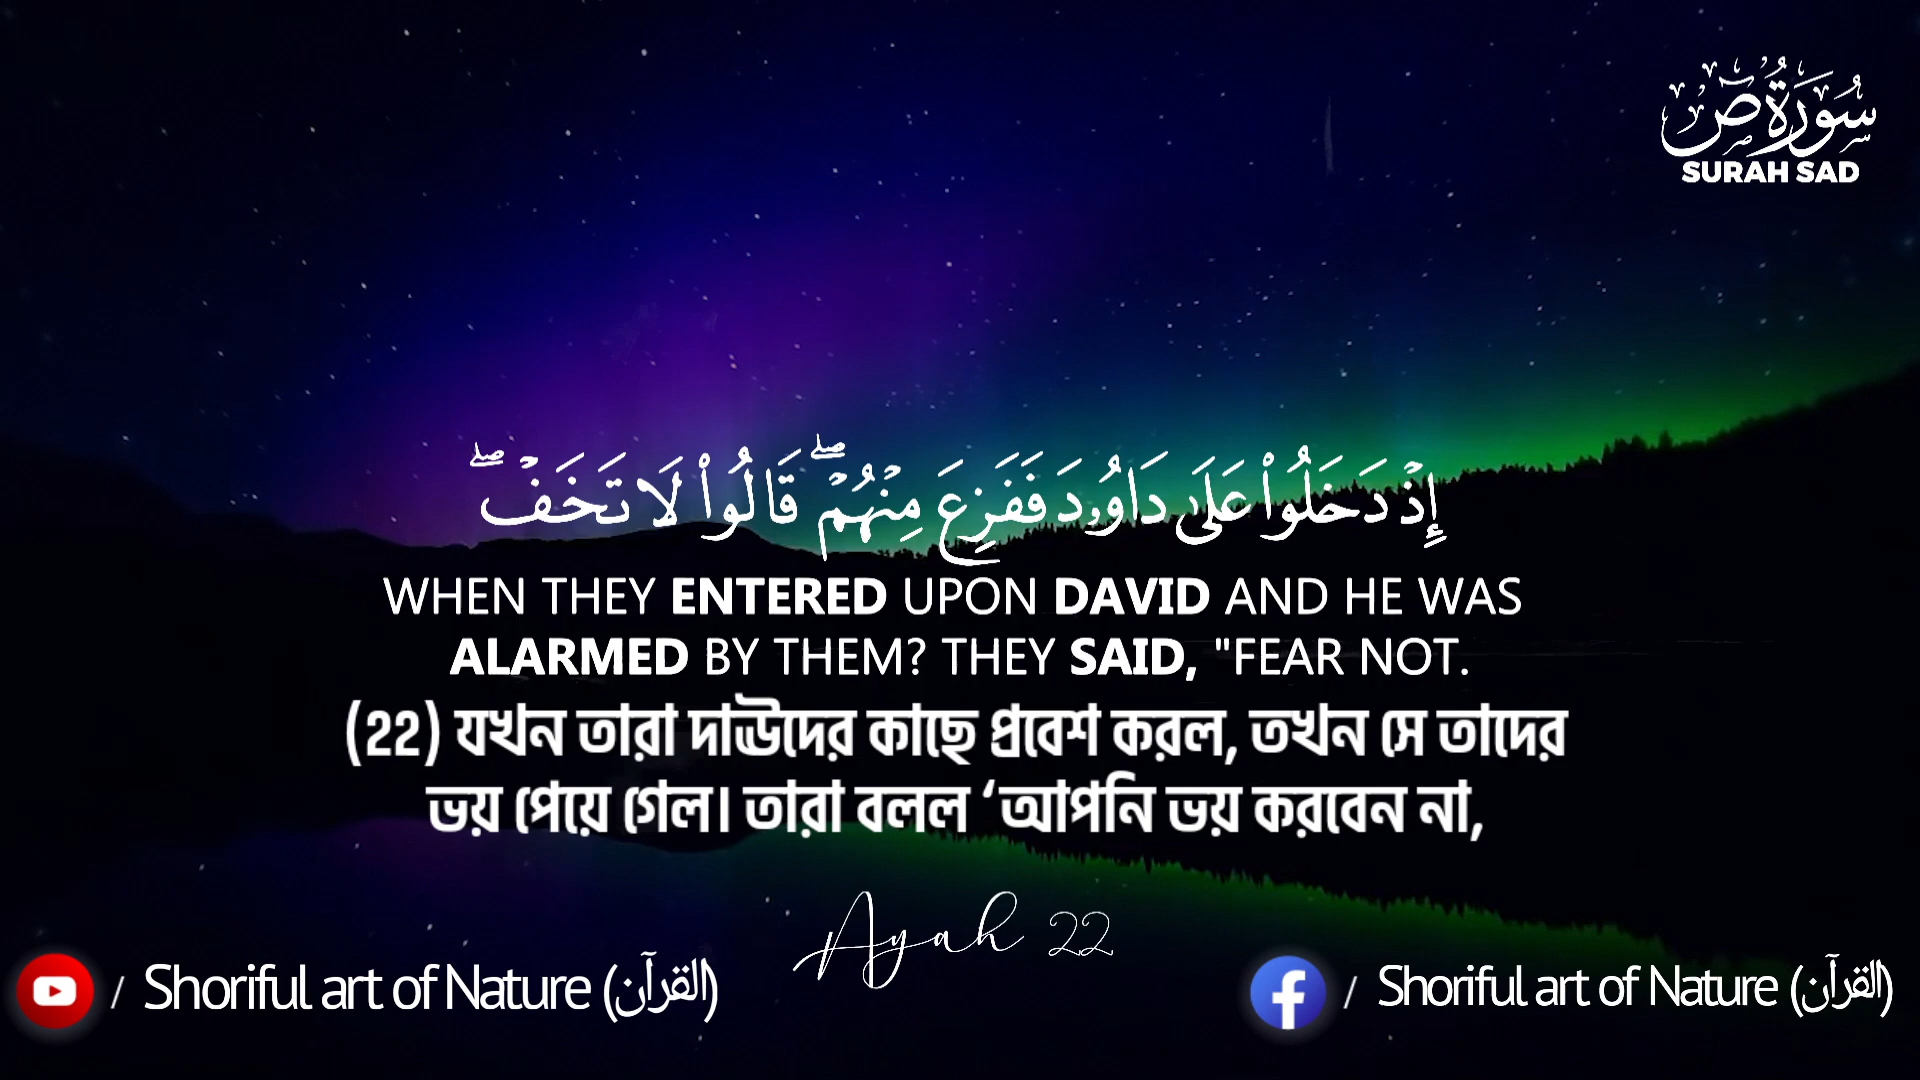 سُورَةُ صٓ
SURAH SAD
إِذْ دَخَلُوا۟ عَلَىٰ دَاوُۥدَ فَفَزِعَ مِنْهُمْ ۖ قَالُوا۟ لَا تَخَفْ ۖ
WHEN THEY ENTERED UPON DAVID AND HE WAS
ALARMED BY THEM? THEY SAID, "FEAR NOT.
(22) যখন তারা দাঊদের কাছে প্রবেশ করল, তখন সে তাদের
ভয় পেয়ে গেল। তারা বলল ‘আপনি ভয় করবেন না,
Ayah 22
/ Shoriful art of Nature (القرآن)
/ Shoriful art of Nature (القرآن)